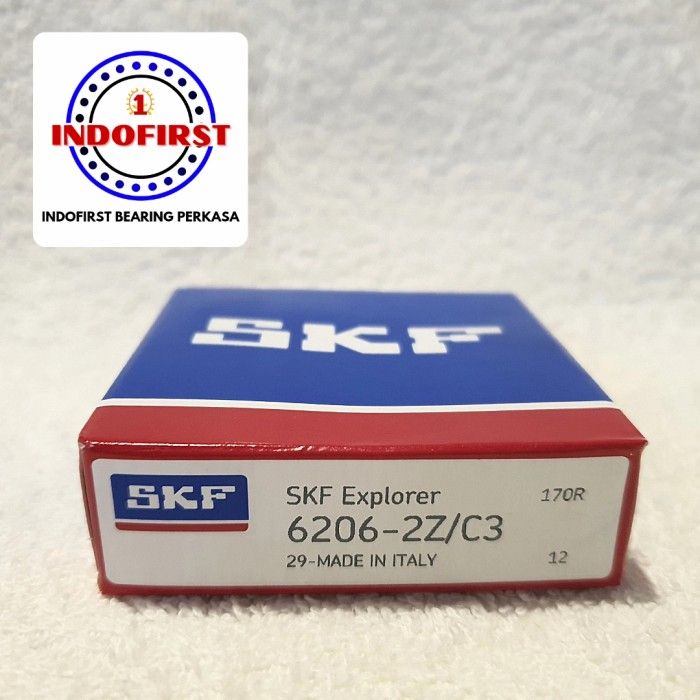 1
INDOFIRST
INDOFIRST BEARING PERKASA
SKF
SKF
SKF Explorer
170R
6206-2Z/C3
29-MADE IN ITALY
12